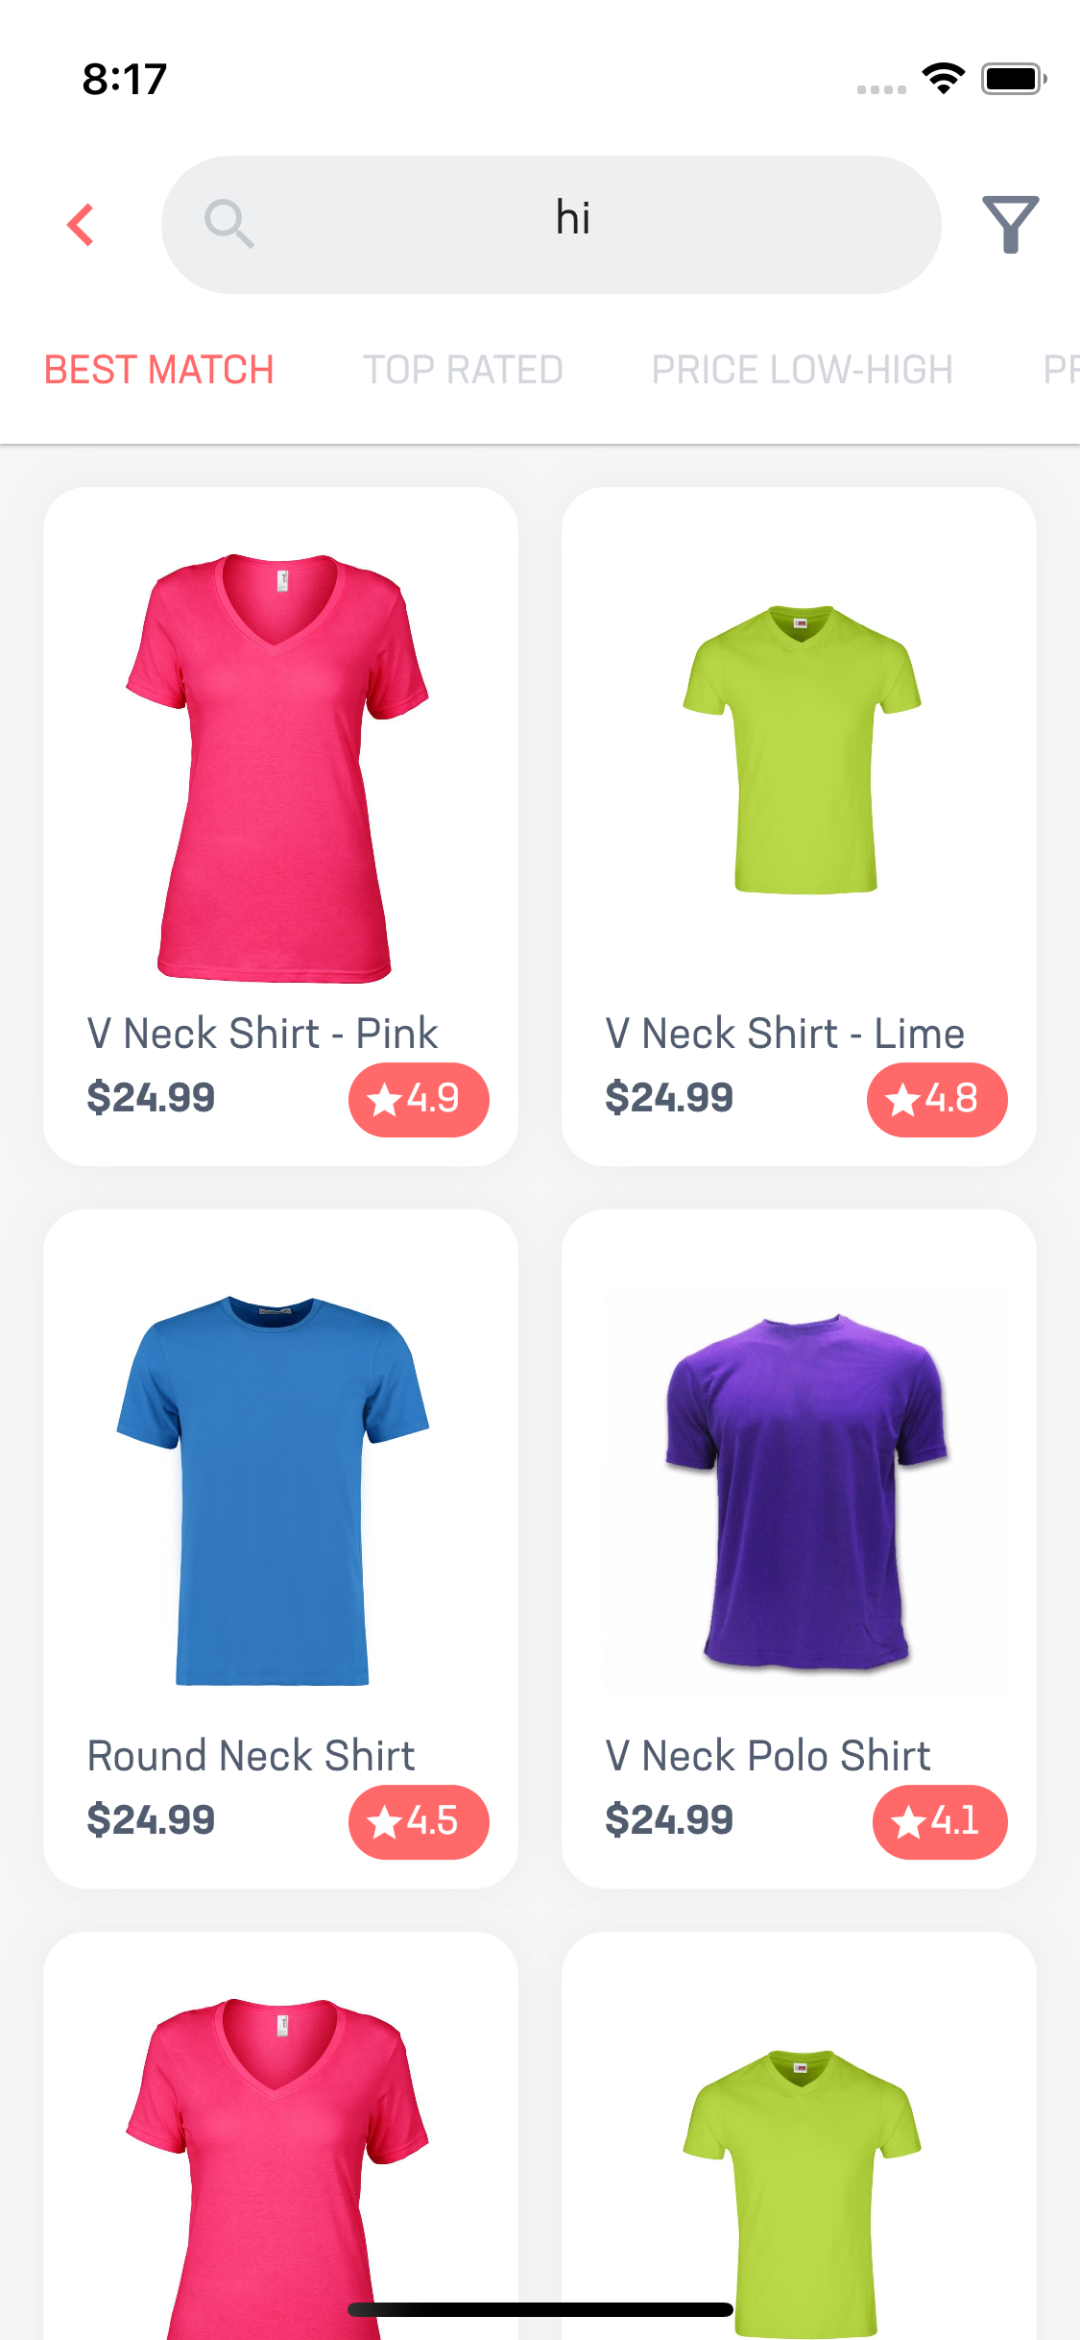 8:17
hi
BEST MATCH TOP RATED PRICE LOW-HIGH
V Neck Shirt - Pink
$24.99 4.9
V Neck Shirt - Lime
$24.99 4.8
Round Neck Shirt
$24.99 4.5
V Neck Polo Shirt
$24.99 4.1